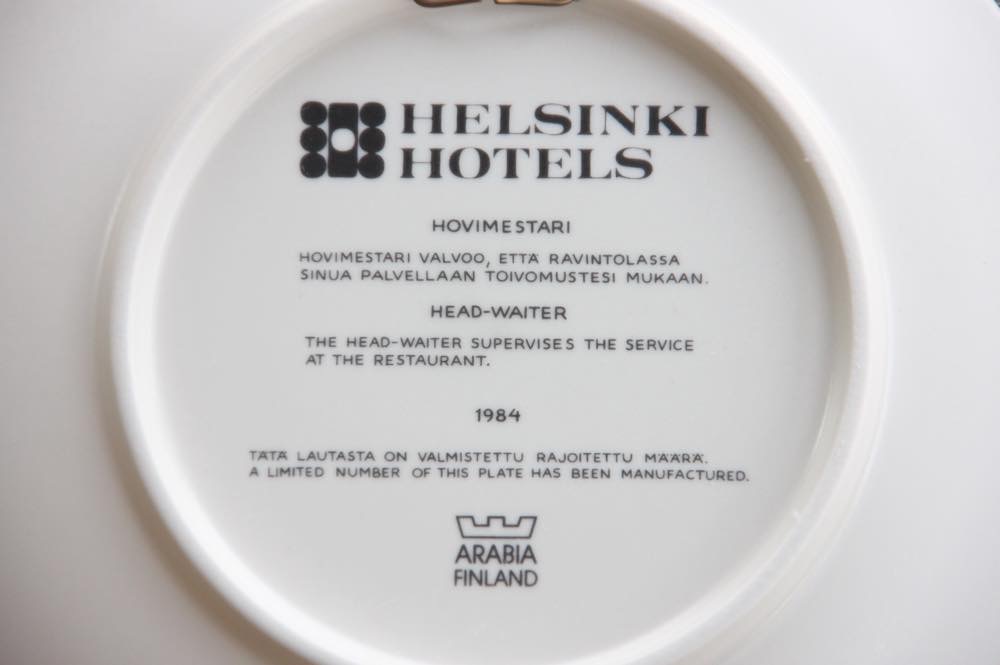 HELSINKI
HOTELS
HOVIMESTARI
HOVIMESTARI VALVOO, ETTÄ RAVINTOLASSA
SINUA PALVELLAAN TOIVOMUSTESI MUKAAN.
HEAD-WAITER
THE HEAD-WAITER SUPERVISES THE SERVICE
AT THE RESTAURANT.
1984
TÄTÄ LAUTASTA ON VALMISTETTU RAJOITETTU MÄÄRÄ.
A LIMITED NUMBER OF THIS PLATE HAS BEEN MANUFACTURED.
ARABIA
FINLAND